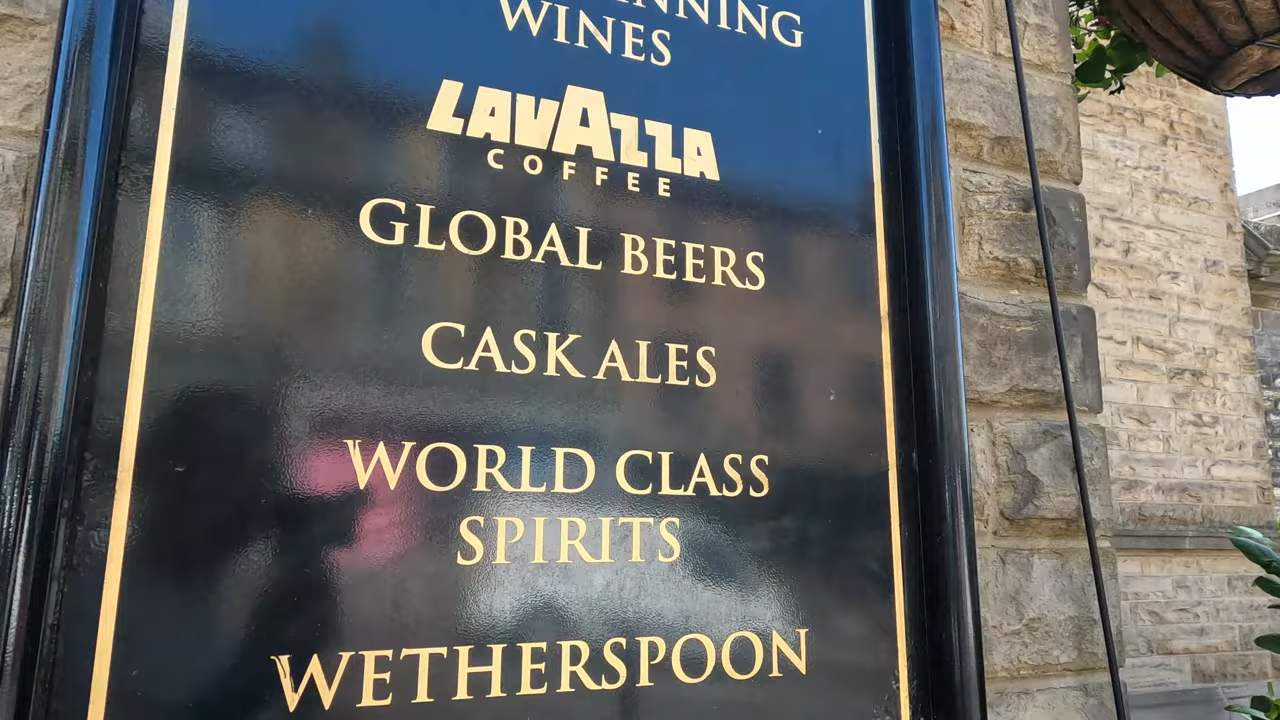 WINES
LAVAZZA
COFFEE
GLOBAL BEERS
CASK ALES
WORLD CLASS
SPIRITS
WETHERSPOON